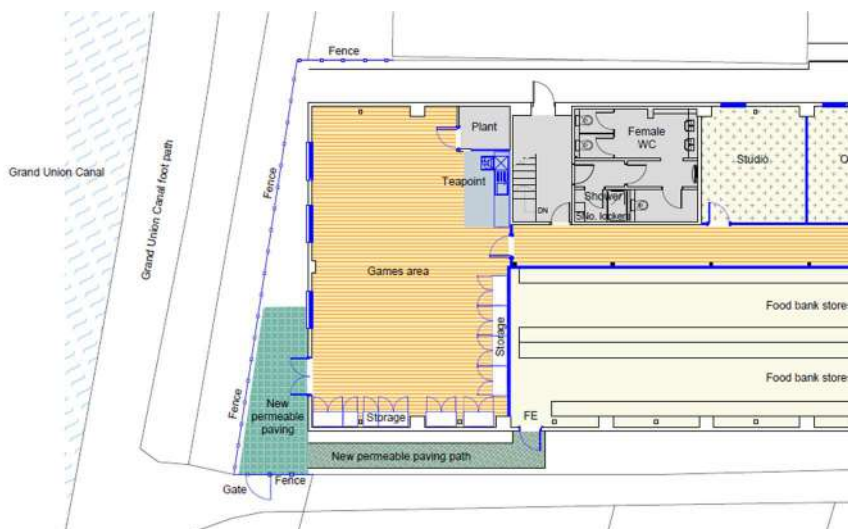 Fence
Plant
Female
WC
Studio
Grand Union Canal
Grand Union Canal foot path
Fence
Teapoint
Shower
5No. lockers
DN
Games area
Storage
Food bank stores
Food bank stores
Fence
New
permeable
paving
Storage
FE
New permeable paving path
Gate
Fence